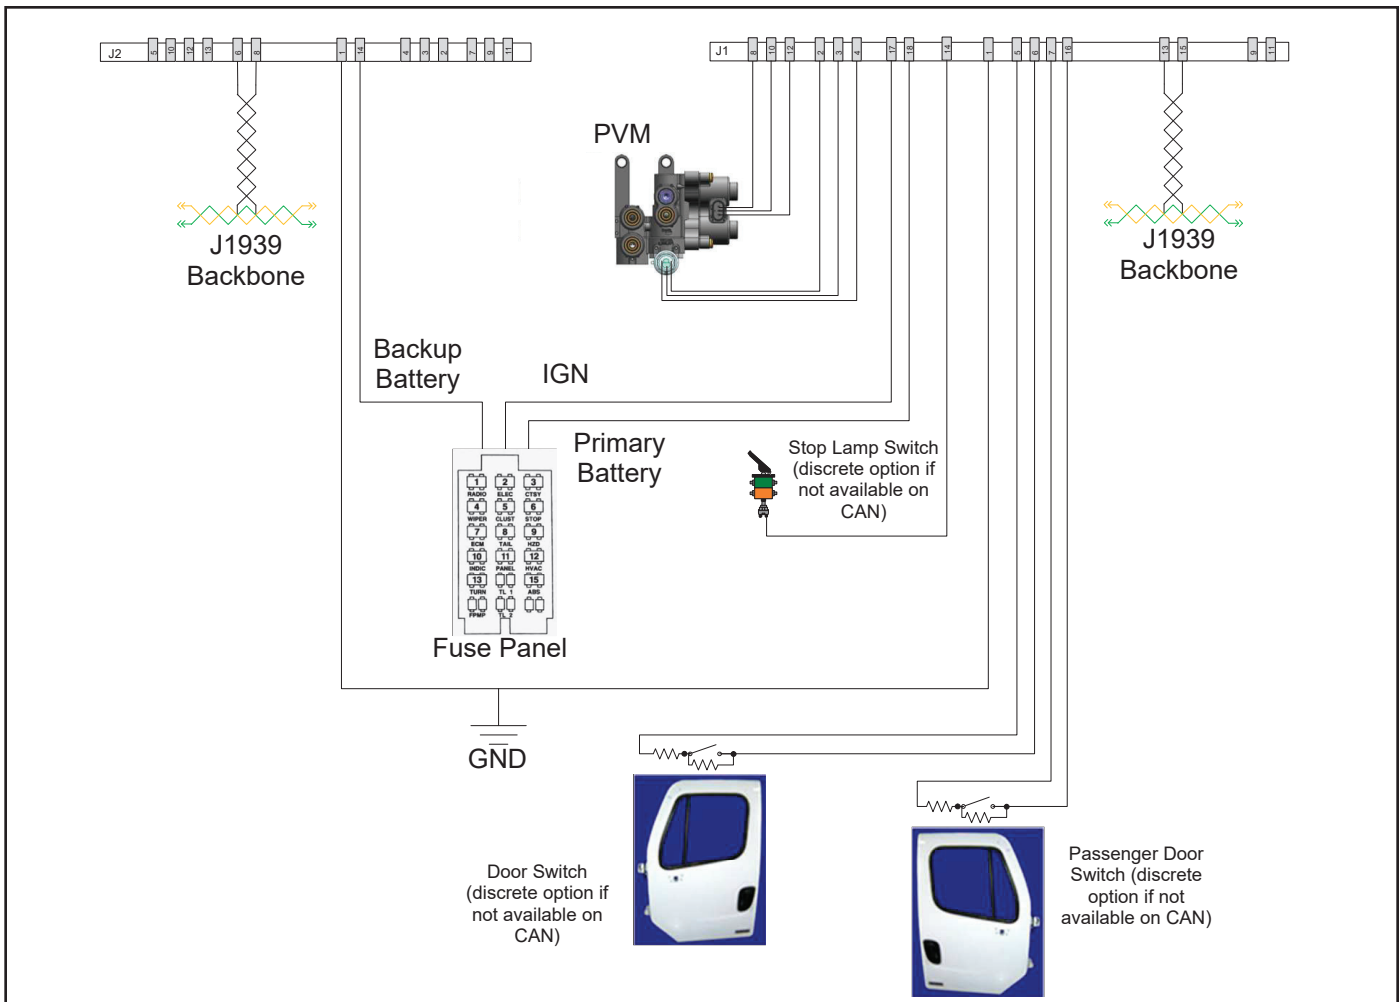 J2
5 10 12 13 6 8 1 14 4 3 2 7 9 11
J1
8 10 12 2 3 4 17 18 14 1 5 6 7 16 13 15 9 11
PVM
J1939
Backbone
J1939
Backbone
Backup
Battery
IGN
Primary
Battery
Stop Lamp Switch
(discrete option if
not available on
CAN)
1 2 3
RADIO ELEC CTSY
4 5 6
WIPER CLUST STOP
7 8 9
ECM TAIL HZD
10 11 12
INDIC PANEL HVAC
13 15
TURN TL 1 ABS
FPMP TL 2
Fuse Panel
GND
Door Switch
(discrete option if
not available on
CAN)
Passenger Door
Switch (discrete
option if not
available on CAN)